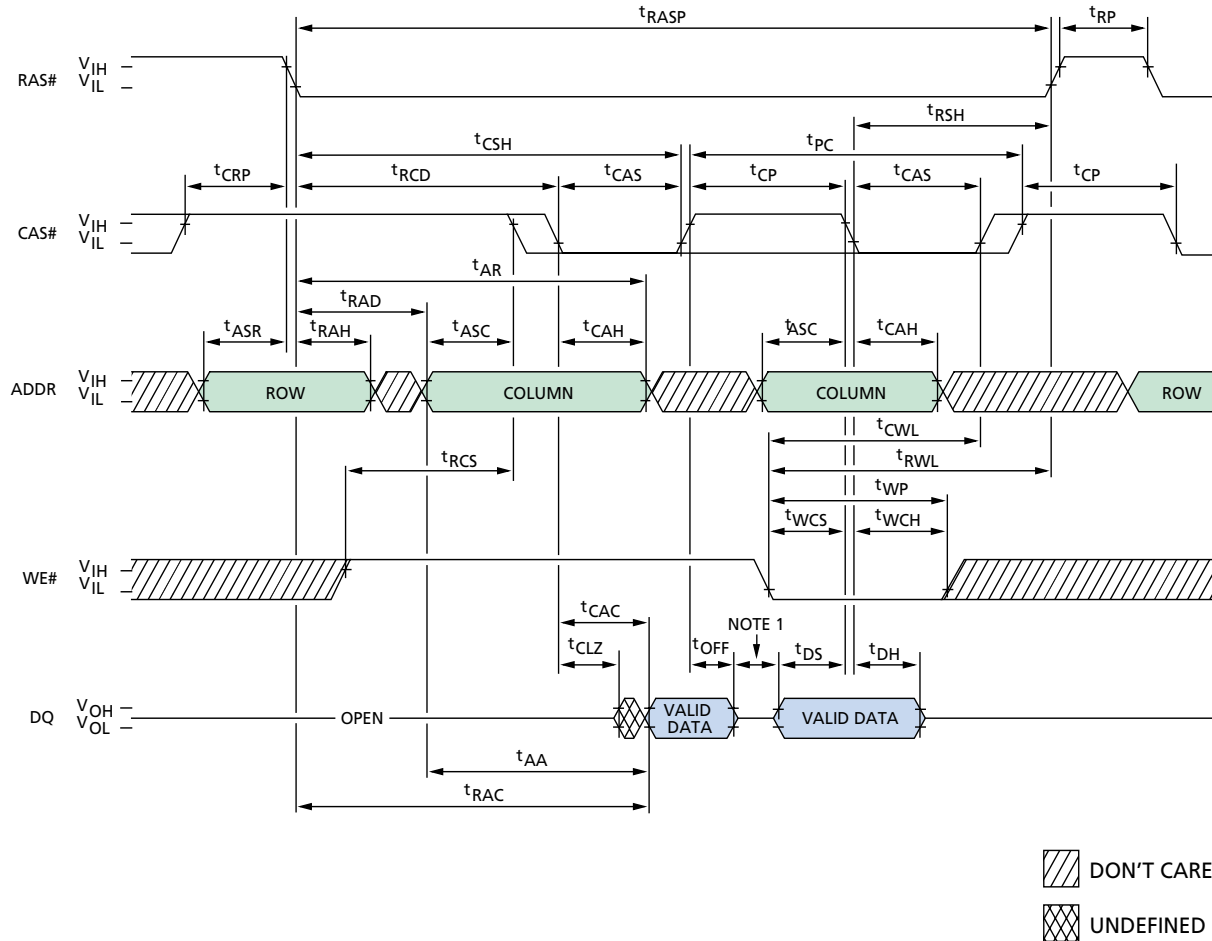 tRASP
tRP
RAS#
VIH
VIL
tRSH
tCSH
tPC
tCRP
tRCD
tCAS
tCP
tCAS
tCP
CAS#
VIH
VIL
tAR
tRAD
tASR
tRAH
tASC
tCAH
tASC
tCAH
ADDR
VIH
VIL
ROW
COLUMN
COLUMN
ROW
tCWL
tRCS
tRWL
tWP
tWCS
tWCH
WE#
VIH
VIL
tCAC
NOTE 1
tCLZ
tOFF
tDS
tDH
DQ
VOH
VOL
OPEN
VALID
DATA
VALID DATA
tAA
tRAC
DON'T CARE
UNDEFINED